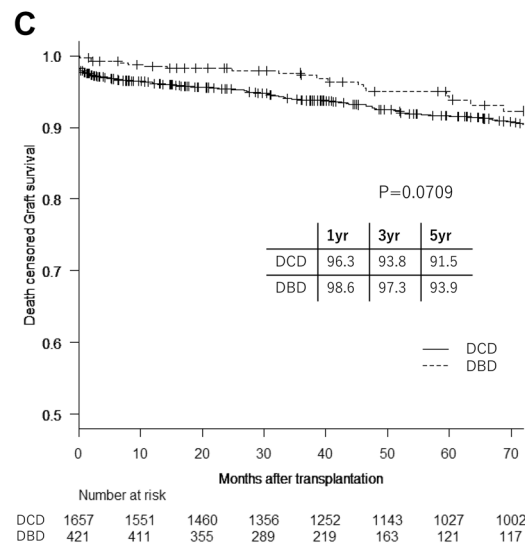 C
Death censored Graft survival
1.0
0.9
0.8
0.7
0.6
0.5
P=0.0709
1yr 3yr 5yr
DCD 96.3 93.8 91.5
DBD 98.6 97.3 93.9
DCD
DBD
0 10 20 30 40 50 60 70
Months after transplantation
Number at risk
DCD 1657 1551 1460 1356 1252 1143 1027 1002
DBD 421 411 355 289 219 163 121 117